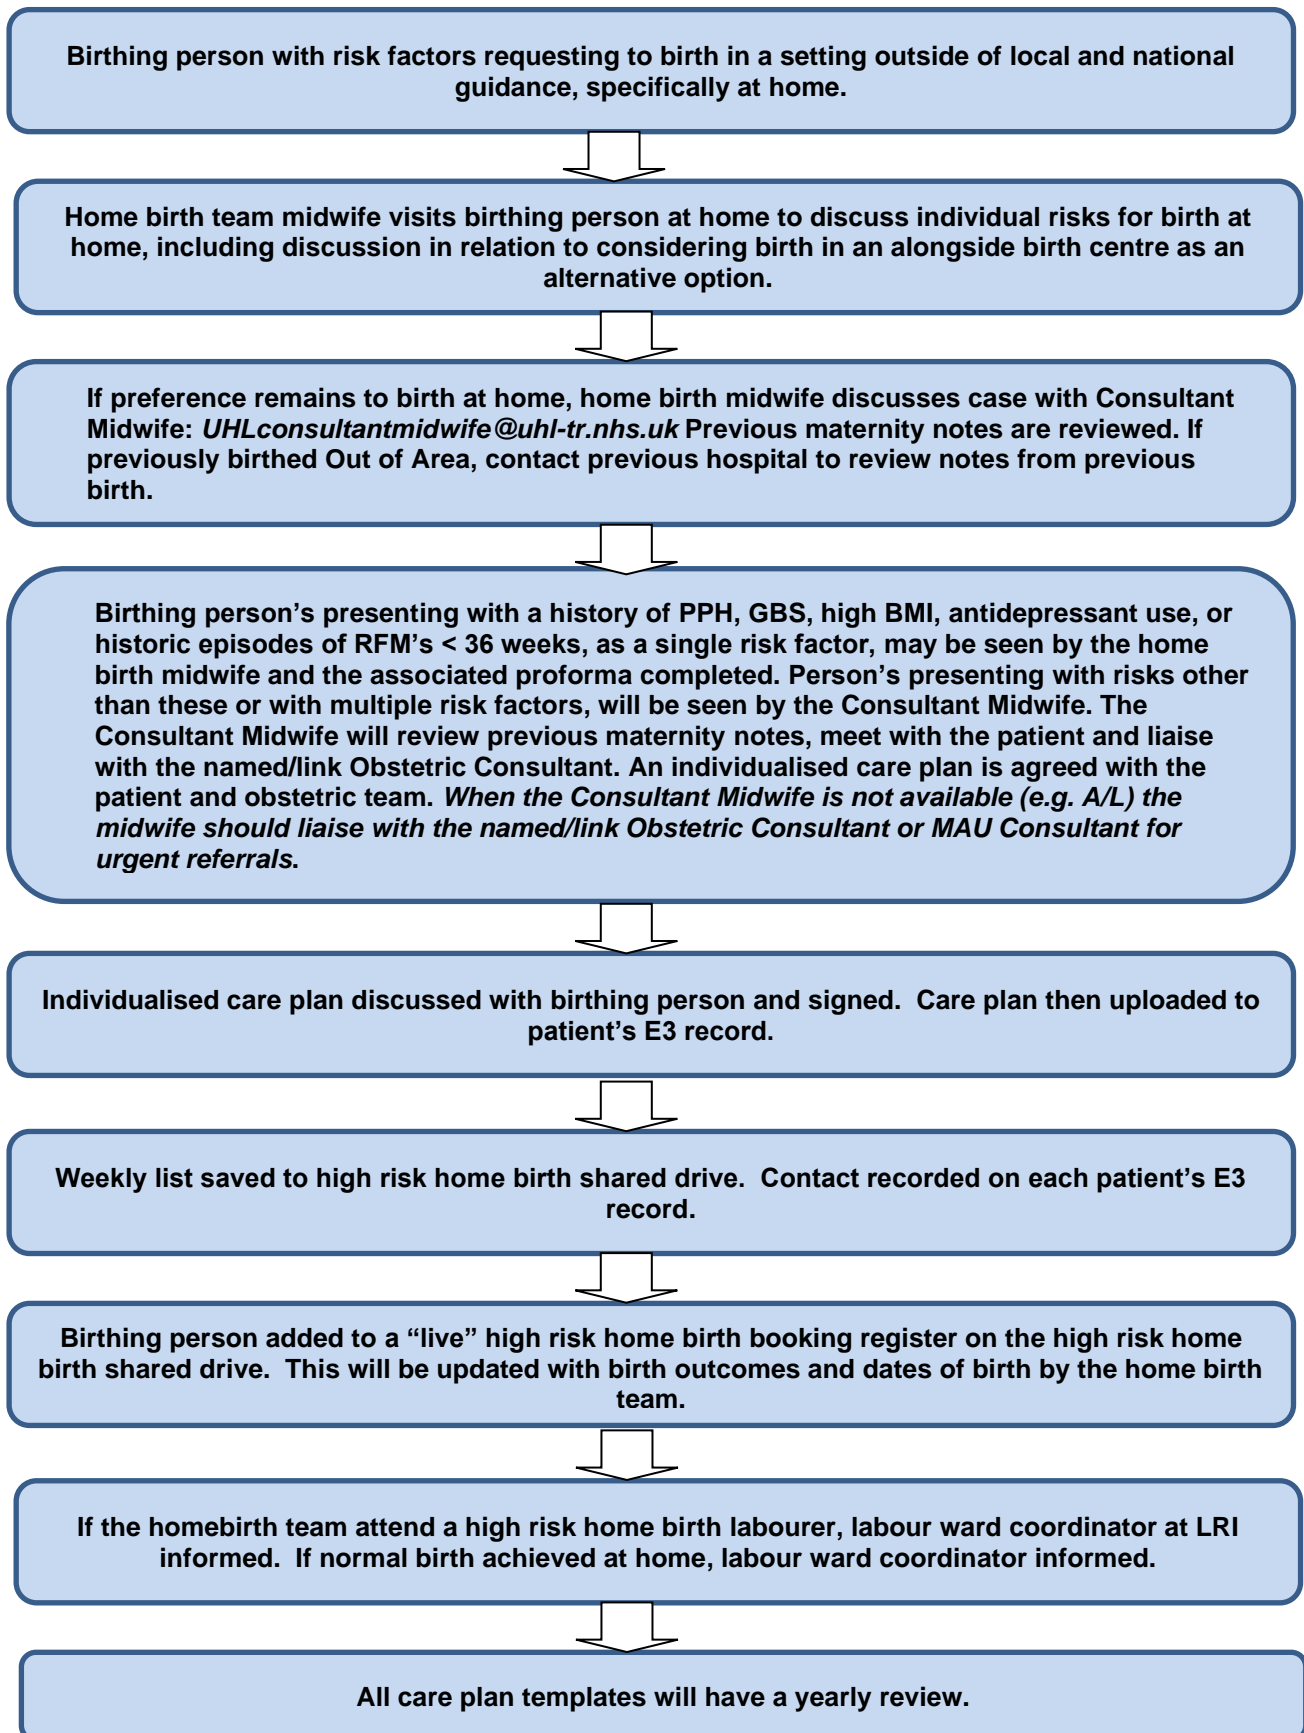 Birthing person with risk factors requesting to birth in a setting outside of local and national
guidance, specifically at home.
Home birth team midwife visits birthing person at home to discuss individual risks for birth at
home, including discussion in relation to considering birth in an alongside birth centre as an
alternative option.
If preference remains to birth at home, home birth midwife discusses case with Consultant
Midwife: UHLconsultantmidwife@uhl-tr.nhs.uk Previous maternity notes are reviewed. If
previously birthed Out of Area, contact previous hospital to review notes from previous
birth.
Birthing person’s presenting with a history of PPH, GBS, high BMI, antidepressant use, or
historic episodes of RFM’s < 36 weeks, as a single risk factor, may be seen by the home
birth midwife and the associated proforma completed. Person’s presenting with risks other
than these or with multiple risk factors, will be seen by the Consultant Midwife. The
Consultant Midwife will review previous maternity notes, meet with the patient and liaise
with the named/link Obstetric Consultant. An individualised care plan is agreed with the
patient and obstetric team. When the Consultant Midwife is not available (e.g. A/L) the
midwife should liaise with the named/link Obstetric Consultant or MAU Consultant for
urgent referrals.
Individualised care plan discussed with birthing person and signed.  Care plan then uploaded to
patient’s E3 record.
Weekly list saved to high risk home birth shared drive.  Contact recorded on each patient’s E3
record.
Birthing person added to a “live” high risk home birth booking register on the high risk home
birth shared drive.  This will be updated with birth outcomes and dates of birth by the home birth
team.
If the homebirth team attend a high risk home birth labourer, labour ward coordinator at LRI
informed.  If normal birth achieved at home, labour ward coordinator informed.
All care plan templates will have a yearly review.